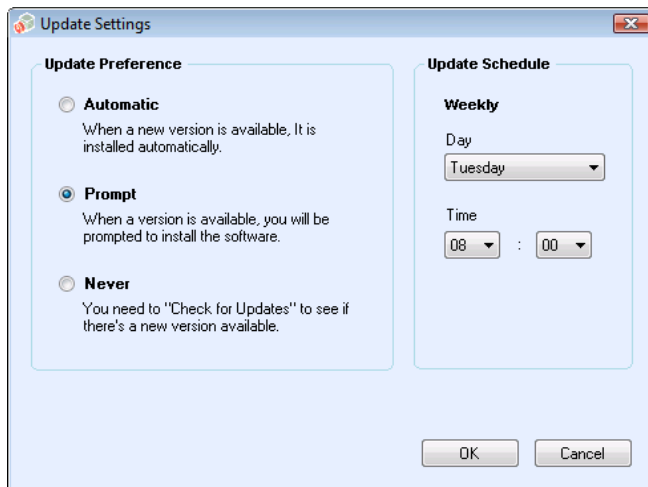 Update Settings
Update Preference
Automatic
When a new version is available, It is
installed automatically.
Prompt
When a version is available, you will be
prompted to install the software.
Never
You need to "Check for Updates" to see if
there's a new version available.
Update Schedule
Weekly
Day
Tuesday
Time
08 : 00
OK Cancel